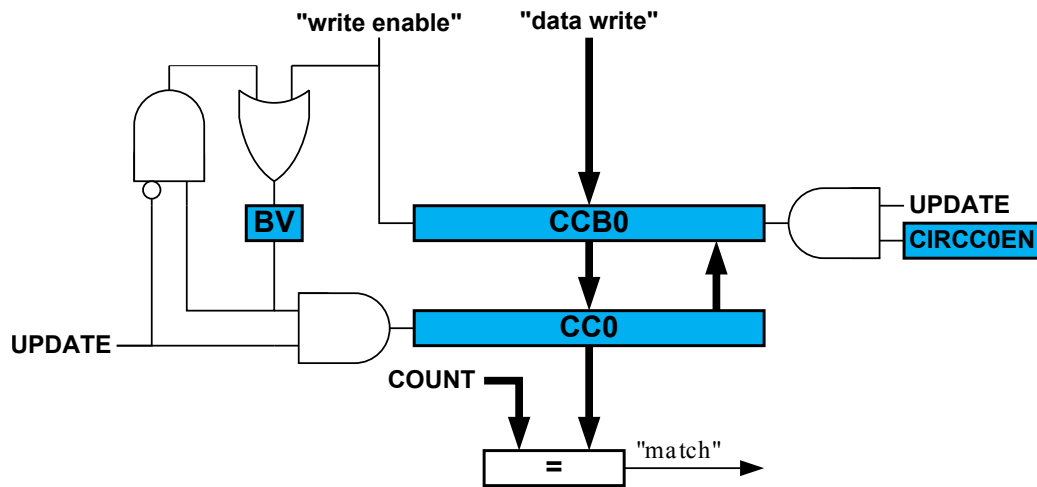 "write enable"
"data write"
BV
CCB0
UPDATE
CIRCC0EN
UPDATE
CC0
COUNT
=
"match"